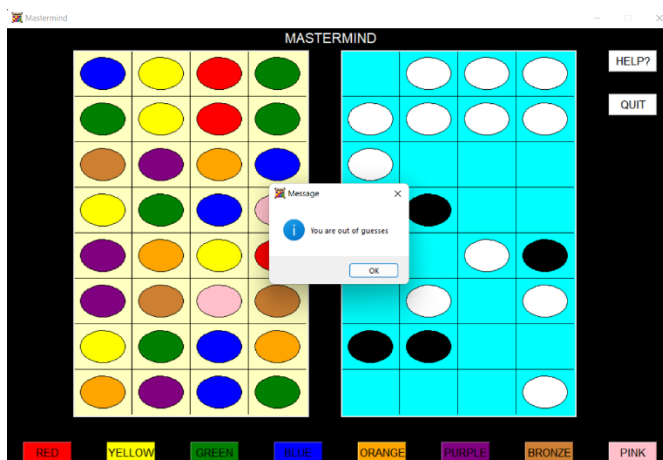 Mastermind
MASTERMIND
HELP?
QUIT
Message
You are out of guesses
OK
RED
YELLOW
GREEN
BLUE
ORANGE
PURPLE
BRONZE
PINK